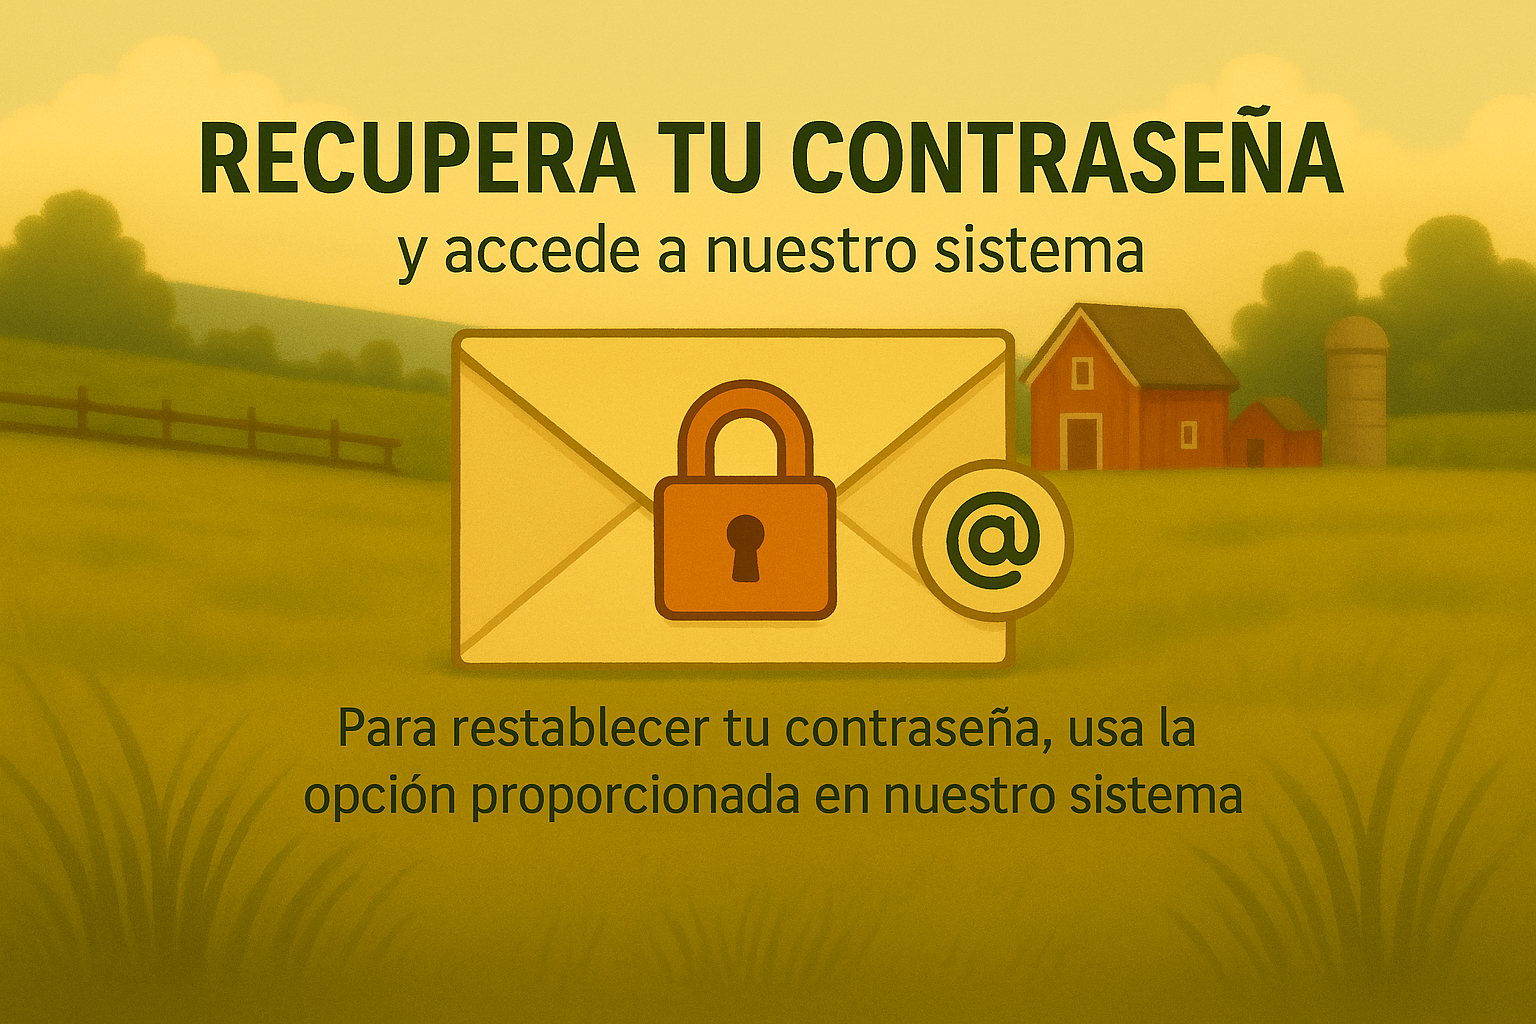 RECUPERA TU CONTRASEÑA
y accede a nuestro sistema
@
Para restablecer tu contraseña, usa la
opción proporcionada en nuestro sistema